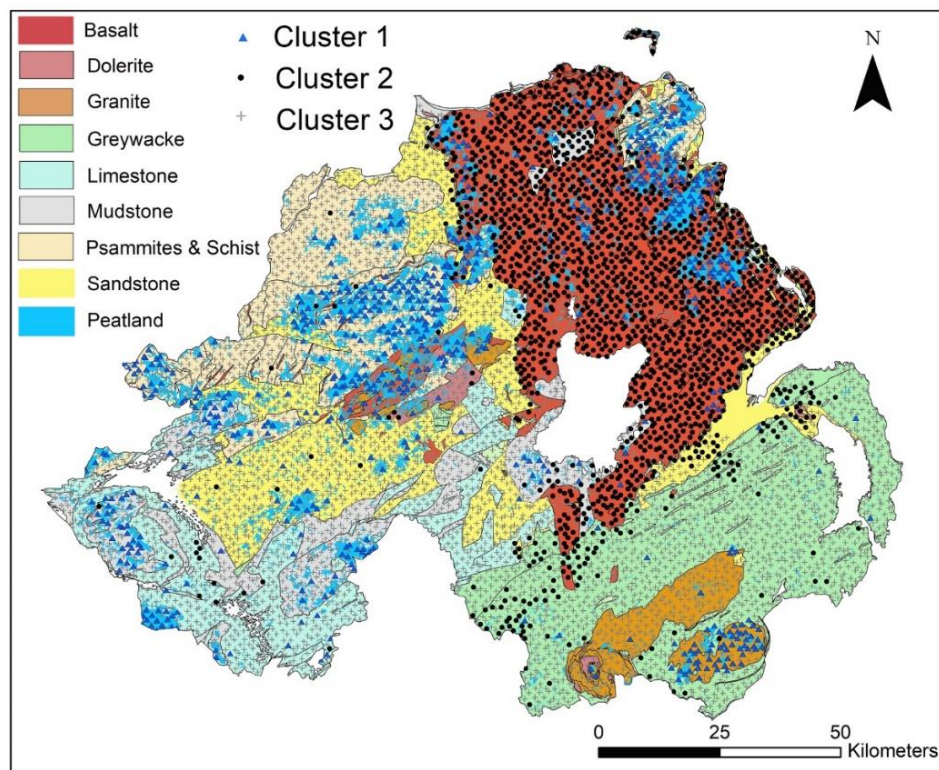 Basalt
Dolerite
Granite
Greywacke
Limestone
Mudstone
Psammites & Schist
Sandstone
Peatland
Cluster 1
Cluster 2
Cluster 3
N
0 25 50
Kilometers